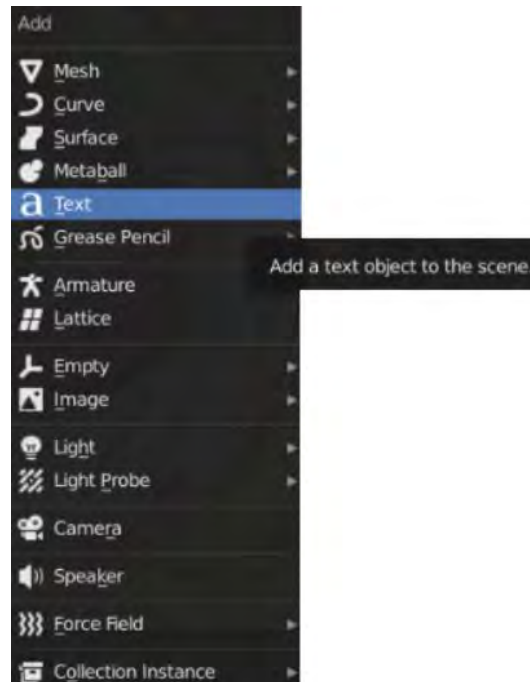 Add
Mesh
Curve
Surface
Metaball
Text
Grease Pencil
Add a text object to the scene
Armature
Lattice
Empty
Image
Light
Light Probe
Camera
Speaker
Force Field
Collection Instance